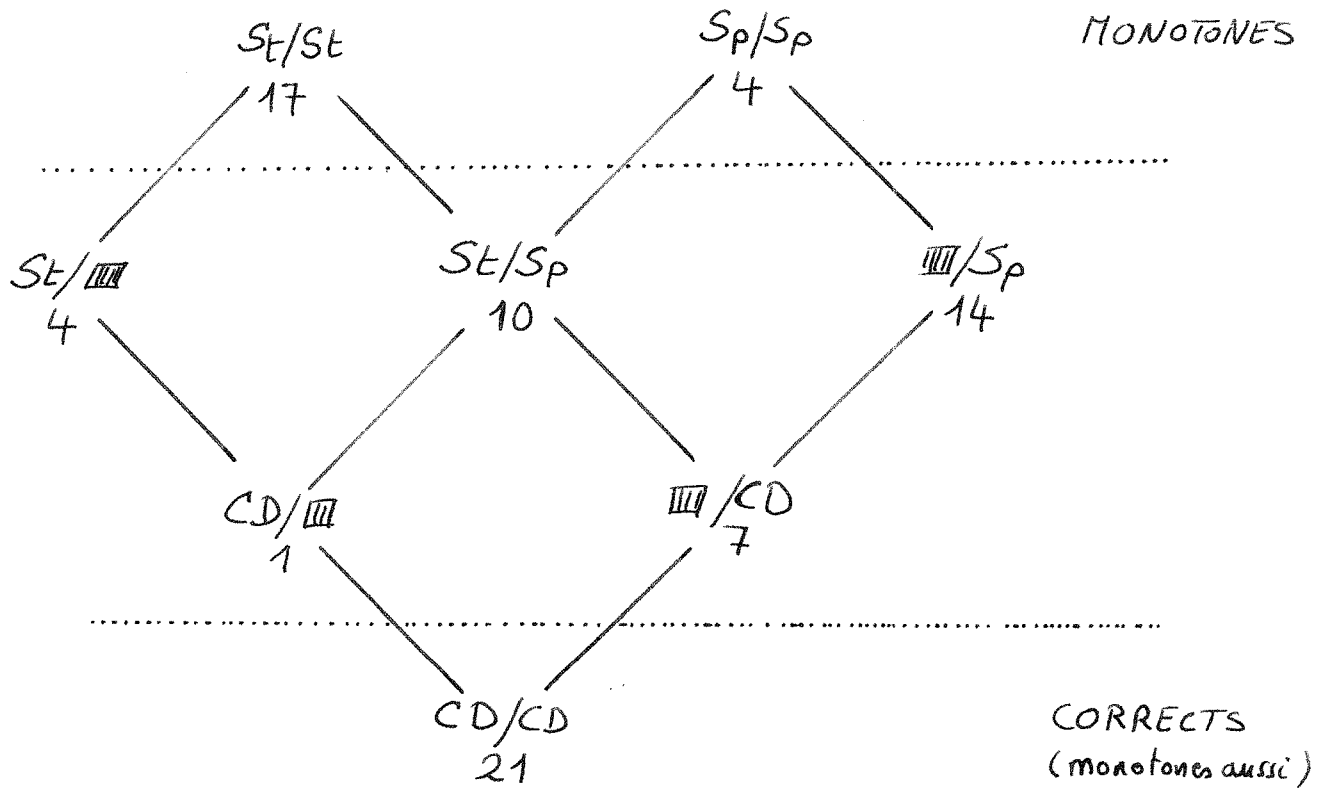 St/St
17
Sp/Sp
4
MONOTONES
St/
4
St/Sp
10
/Sp
14
CD/
1
/CD
7
CD/CD
21
CORRECTS
(monotones aussi)